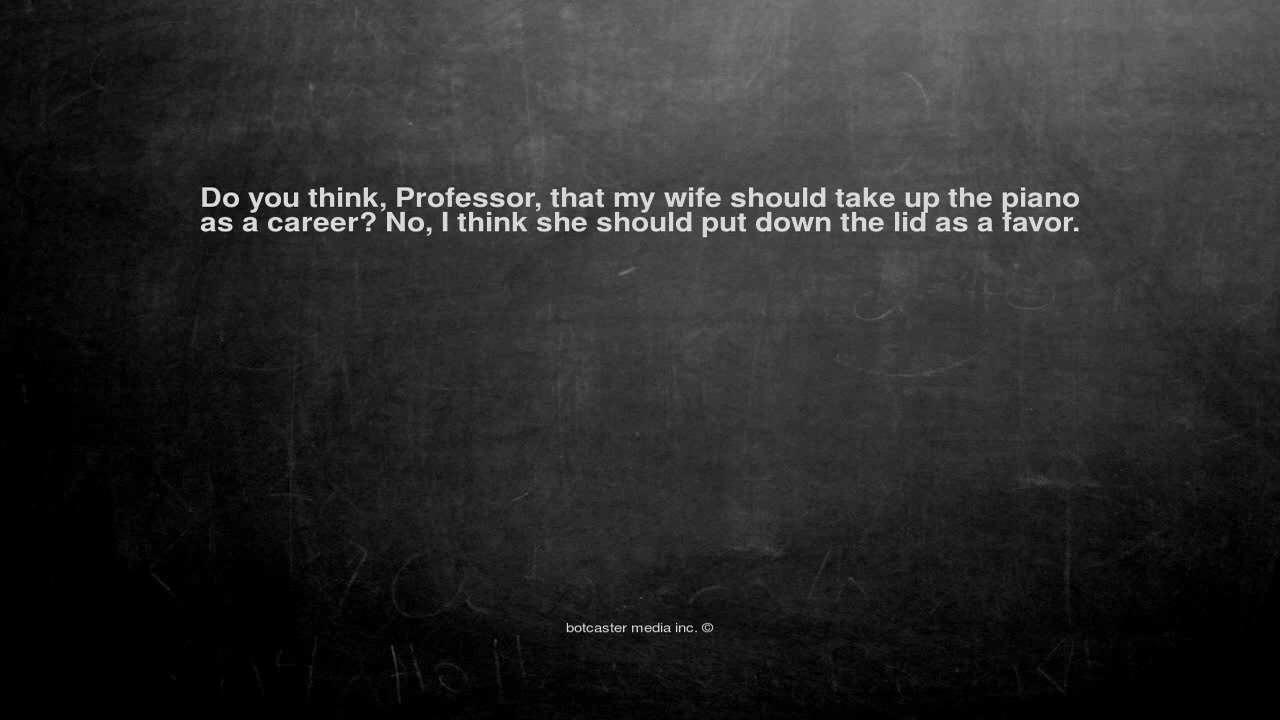 Do you think, Professor, that my wife should take up the piano
as a career? No, I think she should put down the lid as a favor.
botcaster media inc. ©